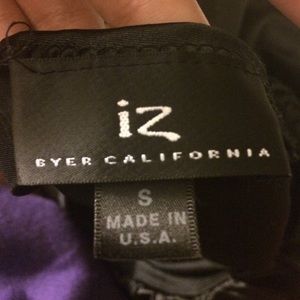 iz
BYER CALIFORNIA
S
MADE IN
U.S.A.